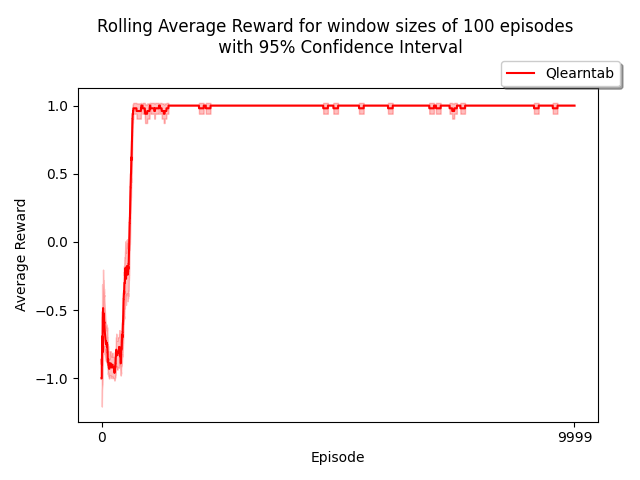 Rolling Average Reward for window sizes of 100 episodes
with 95% Confidence Interval
Qlearntab
1.0
0.5
0.0
−0.5
−1.0
Average Reward
0
9999
Episode